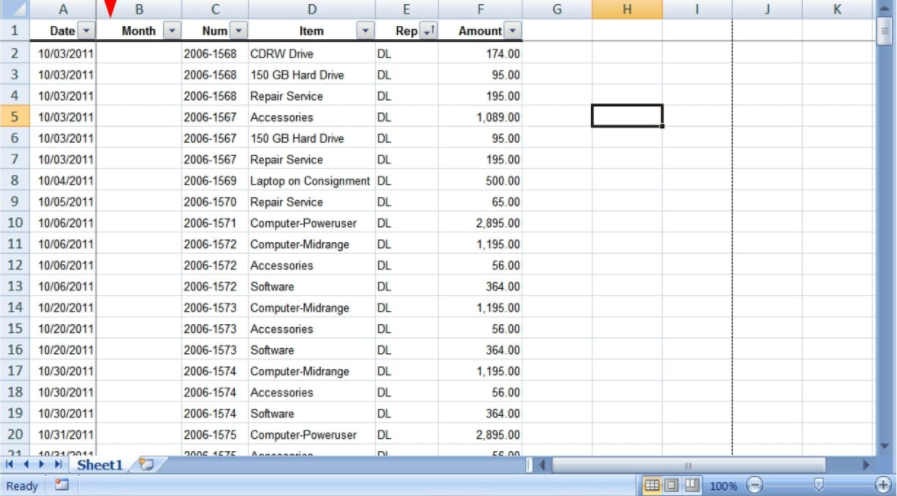 A B C D E F G H I J K
1 Date Month Num Item Rep Amount
2 10/03/2011 2006-1568 CDRW Drive DL 174.00
3 10/03/2011 2006-1568 150 GB Hard Drive DL 95.00
4 10/03/2011 2006-1568 Repair Service DL 195.00
5 10/03/2011 2006-1567 Accessories DL 1,089.00
6 10/03/2011 2006-1567 150 GB Hard Drive DL 95.00
7 10/03/2011 2006-1567 Repair Service DL 195.00
8 10/04/2011 2006-1569 Laptop on Consignment DL 500.00
9 10/05/2011 2006-1570 Repair Service DL 65.00
10 10/06/2011 2006-1571 Computer-Poweruser DL 2,895.00
11 10/06/2011 2006-1572 Computer-Midrange DL 1,195.00
12 10/06/2011 2006-1572 Accessories DL 56.00
13 10/06/2011 2006-1572 Software DL 364.00
14 10/20/2011 2006-1573 Computer-Midrange DL 1,195.00
15 10/20/2011 2006-1573 Accessories DL 56.00
16 10/20/2011 2006-1573 Software DL 364.00
17 10/30/2011 2006-1574 Computer-Midrange DL 1,195.00
18 10/30/2011 2006-1574 Accessories DL 56.00
19 10/30/2011 2006-1574 Software DL 364.00
20 10/31/2011 2006-1575 Computer-Poweruser DL 2,895.00
21 10/31/2011 2006-1575 Accessories DL 56.00
Sheet1
Ready 100%